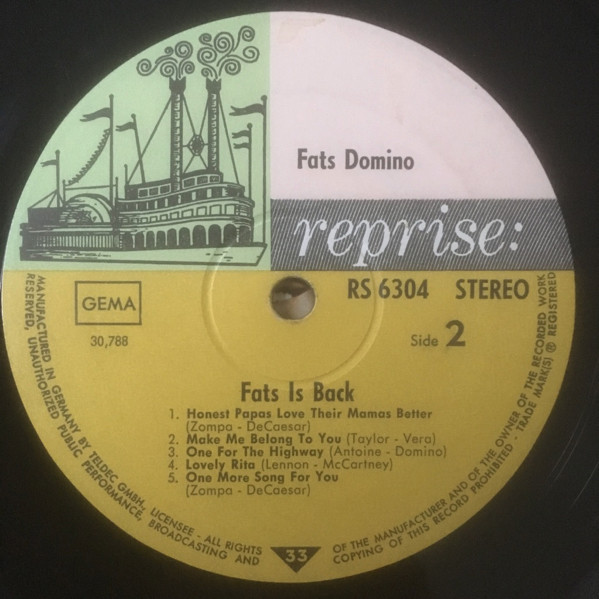 Fats Domino
reprise:
RS 6304 STEREO
GEMA
30,788
Side 2
Fats Is Back
1. Honest Papas Love Their Mamas Better
(Zompa - DeCaesar)
2. Make Me Belong To You (Taylor - Vera)
3. One For The Highway (Antoine - Domino)
4. Lovely Rita (Lennon - McCartney)
5. One More Song For You
(Zompa - DeCaesar)
33
MANUFACTURED IN GERMANY BY TELDEC GMBH., LICENSEE - ALL RIGHTS OF THE MANUFACTURER AND OF THE OWNER OF THE RECORDED WORK
RESERVED, UNAUTHORIZED PUBLIC PERFORMANCE, BROADCASTING AND COPYING OF THIS RECORD PROHIBITED · TRADE MARK(S) ® REGISTERED